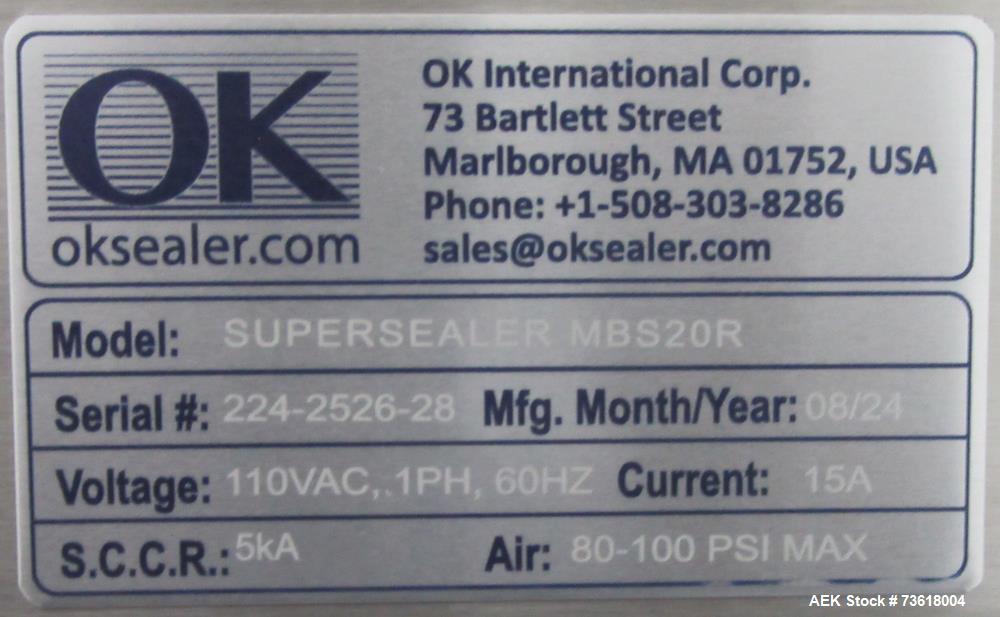 OK
oksealer.com
OK International Corp.
73 Bartlett Street
Marlborough, MA 01752, USA
Phone: +1-508-303-8286
sales@oksealer.com
Model: SUPERSEALER MBS20R
Serial #: 224-2526-28 Mfg. Month/Year: 08/24
Voltage: 110VAC, 1PH, 60HZ Current: 15A
S.C.C.R.: 5kA Air: 80-100 PSI MAX
AEK Stock # 73618004